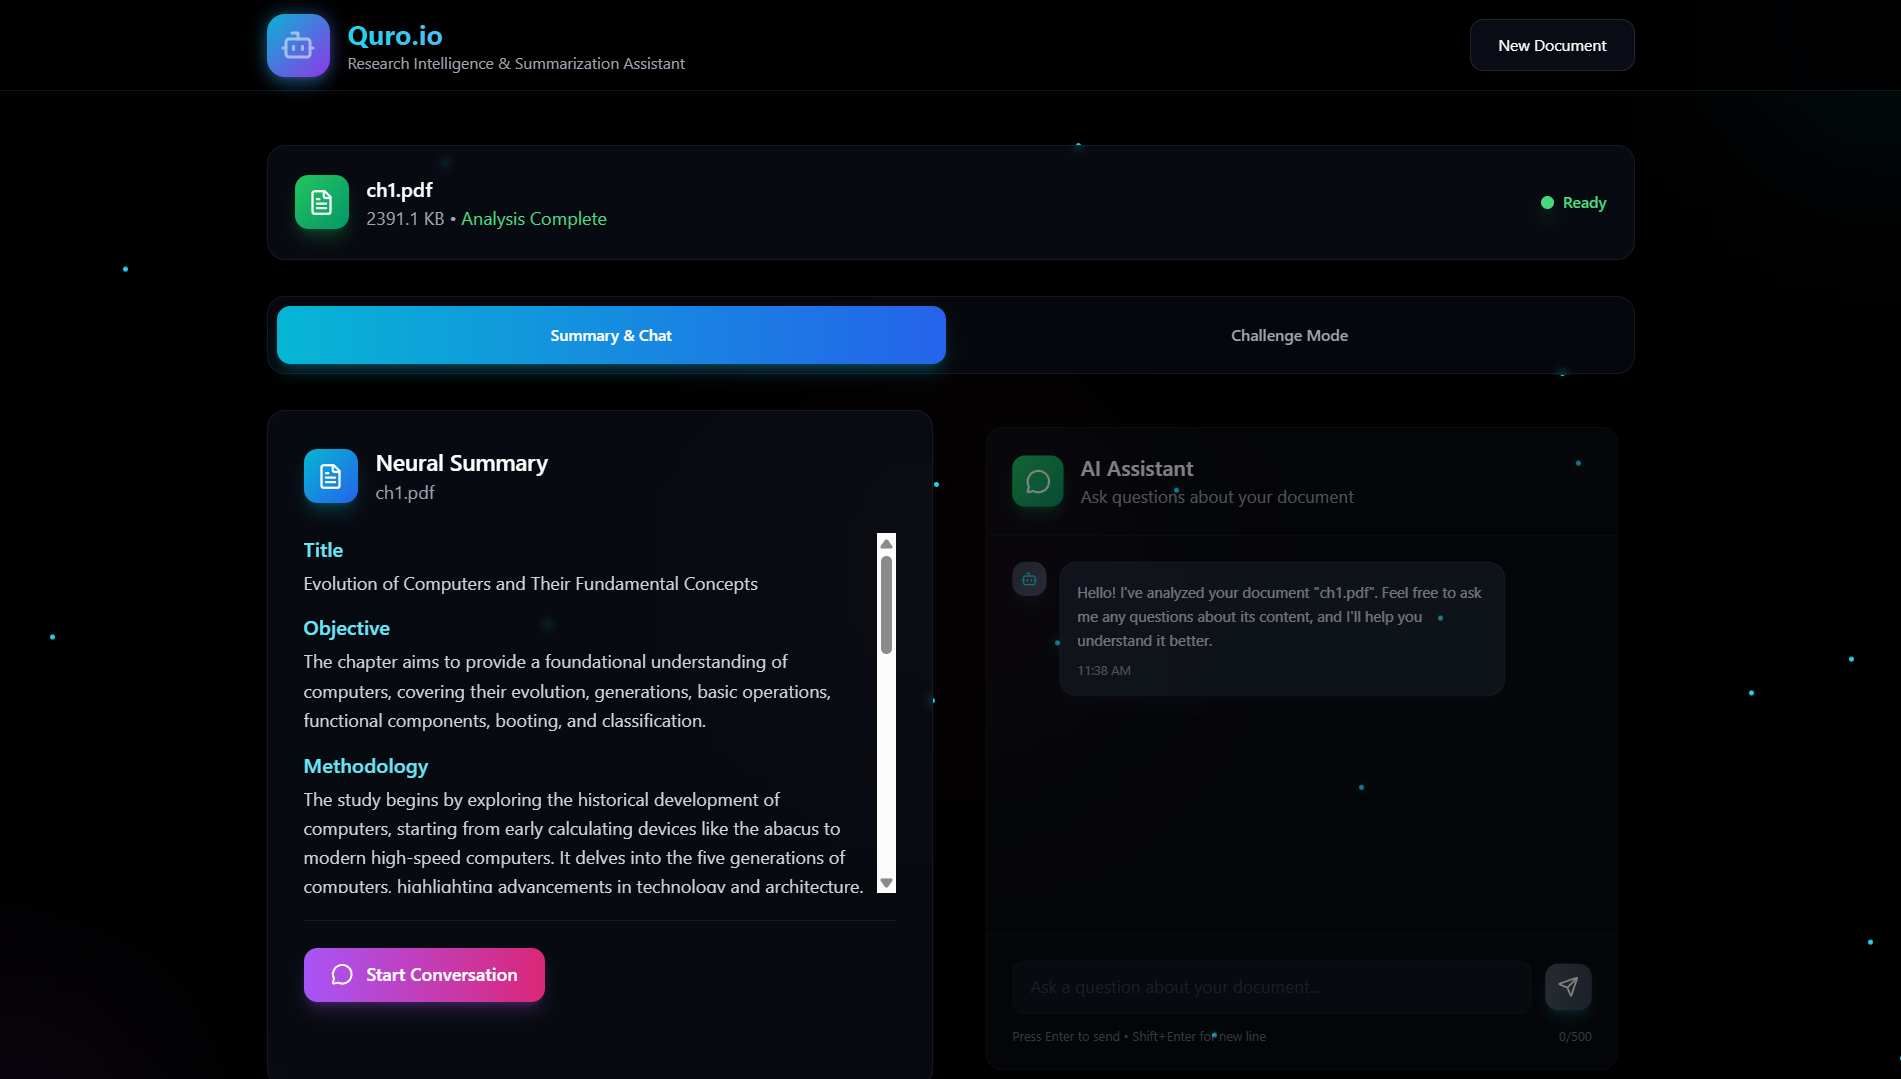 Quro.io
Research Intelligence & Summarization Assistant
New Document
ch1.pdf
2391.1 KB • Analysis Complete
Ready
Summary & Chat
Challenge Mode
Neural Summary
ch1.pdf
Title
Evolution of Computers and Their Fundamental Concepts
Objective
The chapter aims to provide a foundational understanding of
computers, covering their evolution, generations, basic operations,
functional components, booting, and classification.
Methodology
The study begins by exploring the historical development of
computers, starting from early calculating devices like the abacus to
modern high-speed computers. It delves into the five generations of
computers, highlighting advancements in technology and architecture.
Start Conversation
AI Assistant
Ask questions about your document
Hello! I've analyzed your document "ch1.pdf". Feel free to ask
me any questions about its content, and I'll help you
understand it better.
11:38 AM
Ask a question about your document...
Press Enter to send • Shift+Enter for new line
0/500